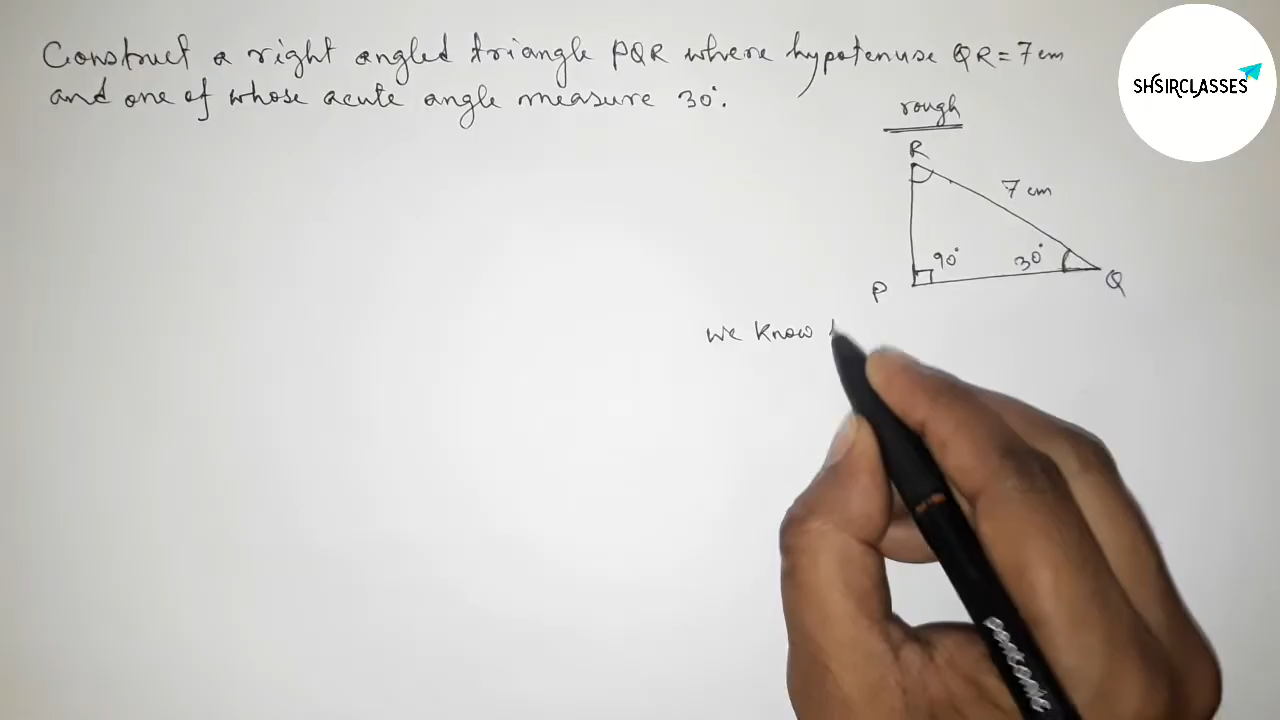 Construct a right angled triangle PQR where hypotenuse QR = 7 cm
and one of whose acute angle measure 30°.
SHSIRCLASSES
rough
R
7 cm
90°
30°
P
Q
we know